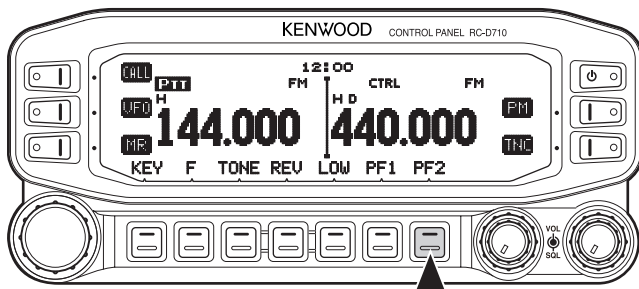 KENWOOD CONTROL PANEL RC-D710
CALL 12:00
PTT FM CTRL FM
VFO H H D PM
144.000 440.000
MR TNC
KEY F TONE REV LOW PF1 PF2
VOL
SQL